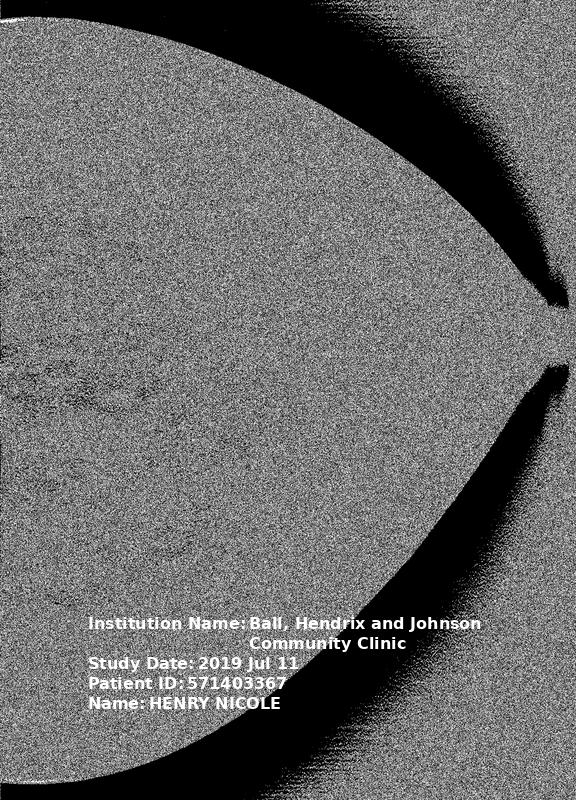 Institution Name: Ball, Hendrix and Johnson
Community Clinic
Study Date: 2019 Jul 11
Patient ID: 571403367
Name: HENRY NICOLE